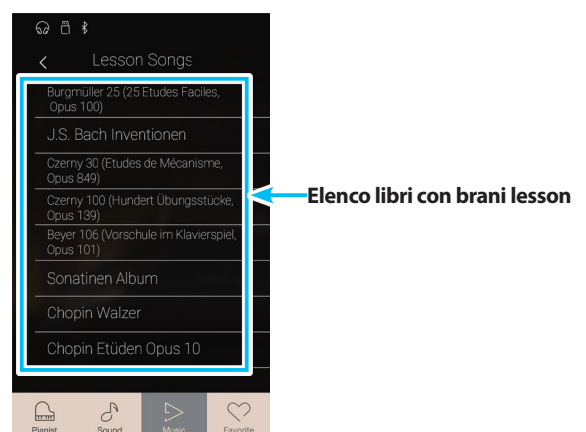 Lesson Songs
Burgmüller 25 (25 Etudes Faciles,
Opus 100)
J.S. Bach Inventionen
Czerny 30 (Etudes de Mécanisme,
Opus 849)
Czerny 100 (Hundert Übungsstücke,
Opus 139)
Beyer 106 (Vorschule im Klavierspiel,
Opus 101)
Sonatinen Album
Chopin Walzer
Chopin Etüden Opus 10
Elenco libri con brani lesson
Pianist Sound Music Favorite